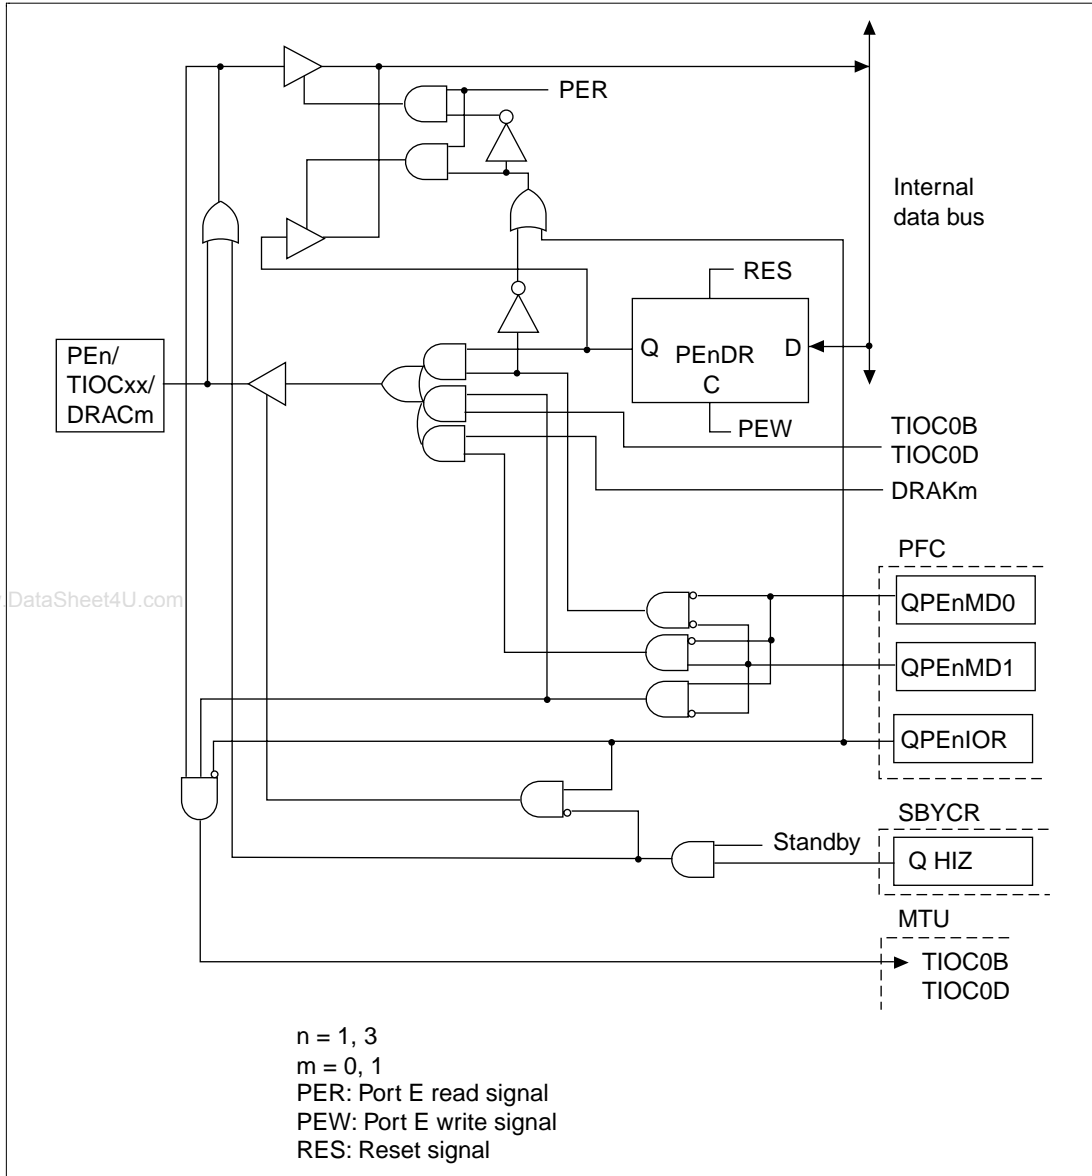 PER
Internal
data bus
RES
PEn/
TIOCxx/
DRACm
Q PEnDR D
C
PEW
TIOC0B
TIOC0D
DRAKm
PFC
.DataSheet4U.com
QPEnMD0
QPEnMD1
QPEnIOR
SBYCR
Standby
Q HIZ
MTU
TIOC0B
TIOC0D
n = 1, 3
m = 0, 1
PER: Port E read signal
PEW: Port E write signal
RES: Reset signal